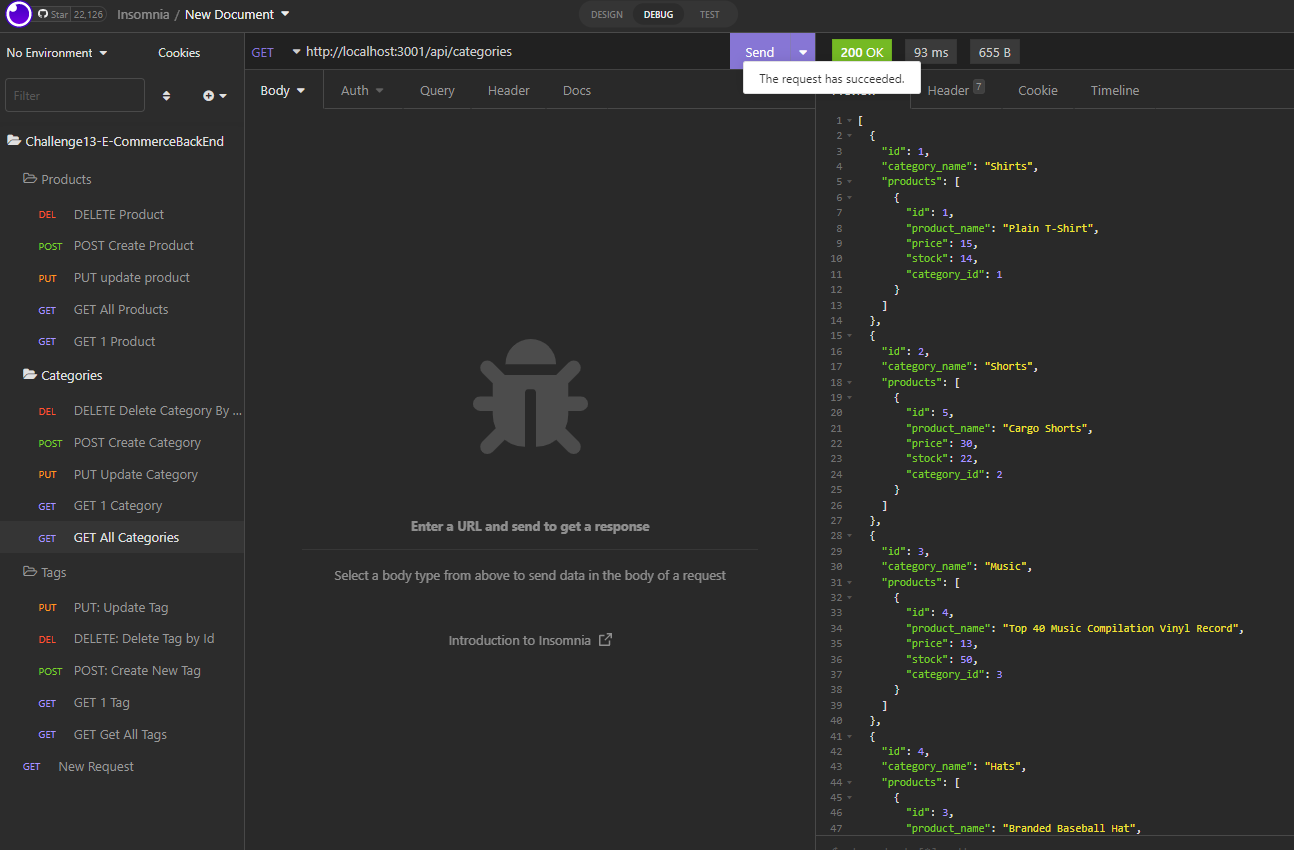 Star 22,126 Insomnia / New Document DESIGN DEBUG TEST
No Environment Cookies
GET http://localhost:3001/api/categories Send 200 OK 93 ms 655 B
The request has succeeded.
Filter
Body Auth Query Header Docs
Header 7 Cookie Timeline
Challenge13-E-CommerceBackEnd
Products
DEL DELETE Product
POST POST Create Product
PUT PUT update product
GET GET All Products
GET GET 1 Product
Categories
DEL DELETE Delete Category By ...
POST POST Create Category
PUT PUT Update Category
GET GET 1 Category
GET GET All Categories
Tags
PUT PUT: Update Tag
DEL DELETE: Delete Tag by Id
POST POST: Create New Tag
GET GET 1 Tag
GET GET Get All Tags
GET New Request
Enter a URL and send to get a response
Select a body type from above to send data in the body of a request
Introduction to Insomnia
1 [
2 {
3 "id": 1,
4 "category_name": "Shirts",
5 "products": [
6 {
7 "id": 1,
8 "product_name": "Plain T-Shirt",
9 "price": 15,
10 "stock": 14,
11 "category_id": 1
12 }
13 ]
14 },
15 {
16 "id": 2,
17 "category_name": "Shorts",
18 "products": [
19 {
20 "id": 5,
21 "product_name": "Cargo Shorts",
22 "price": 30,
23 "stock": 22,
24 "category_id": 2
25 }
26 ]
27 },
28 {
29 "id": 3,
30 "category_name": "Music",
31 "products": [
32 {
33 "id": 4,
34 "product_name": "Top 40 Music Compilation Vinyl Record",
35 "price": 13,
36 "stock": 50,
37 "category_id": 3
38 }
39 ]
40 },
41 {
42 "id": 4,
43 "category_name": "Hats",
44 "products": [
45 {
46 "id": 3,
47 "product_name": "Branded Baseball Hat",